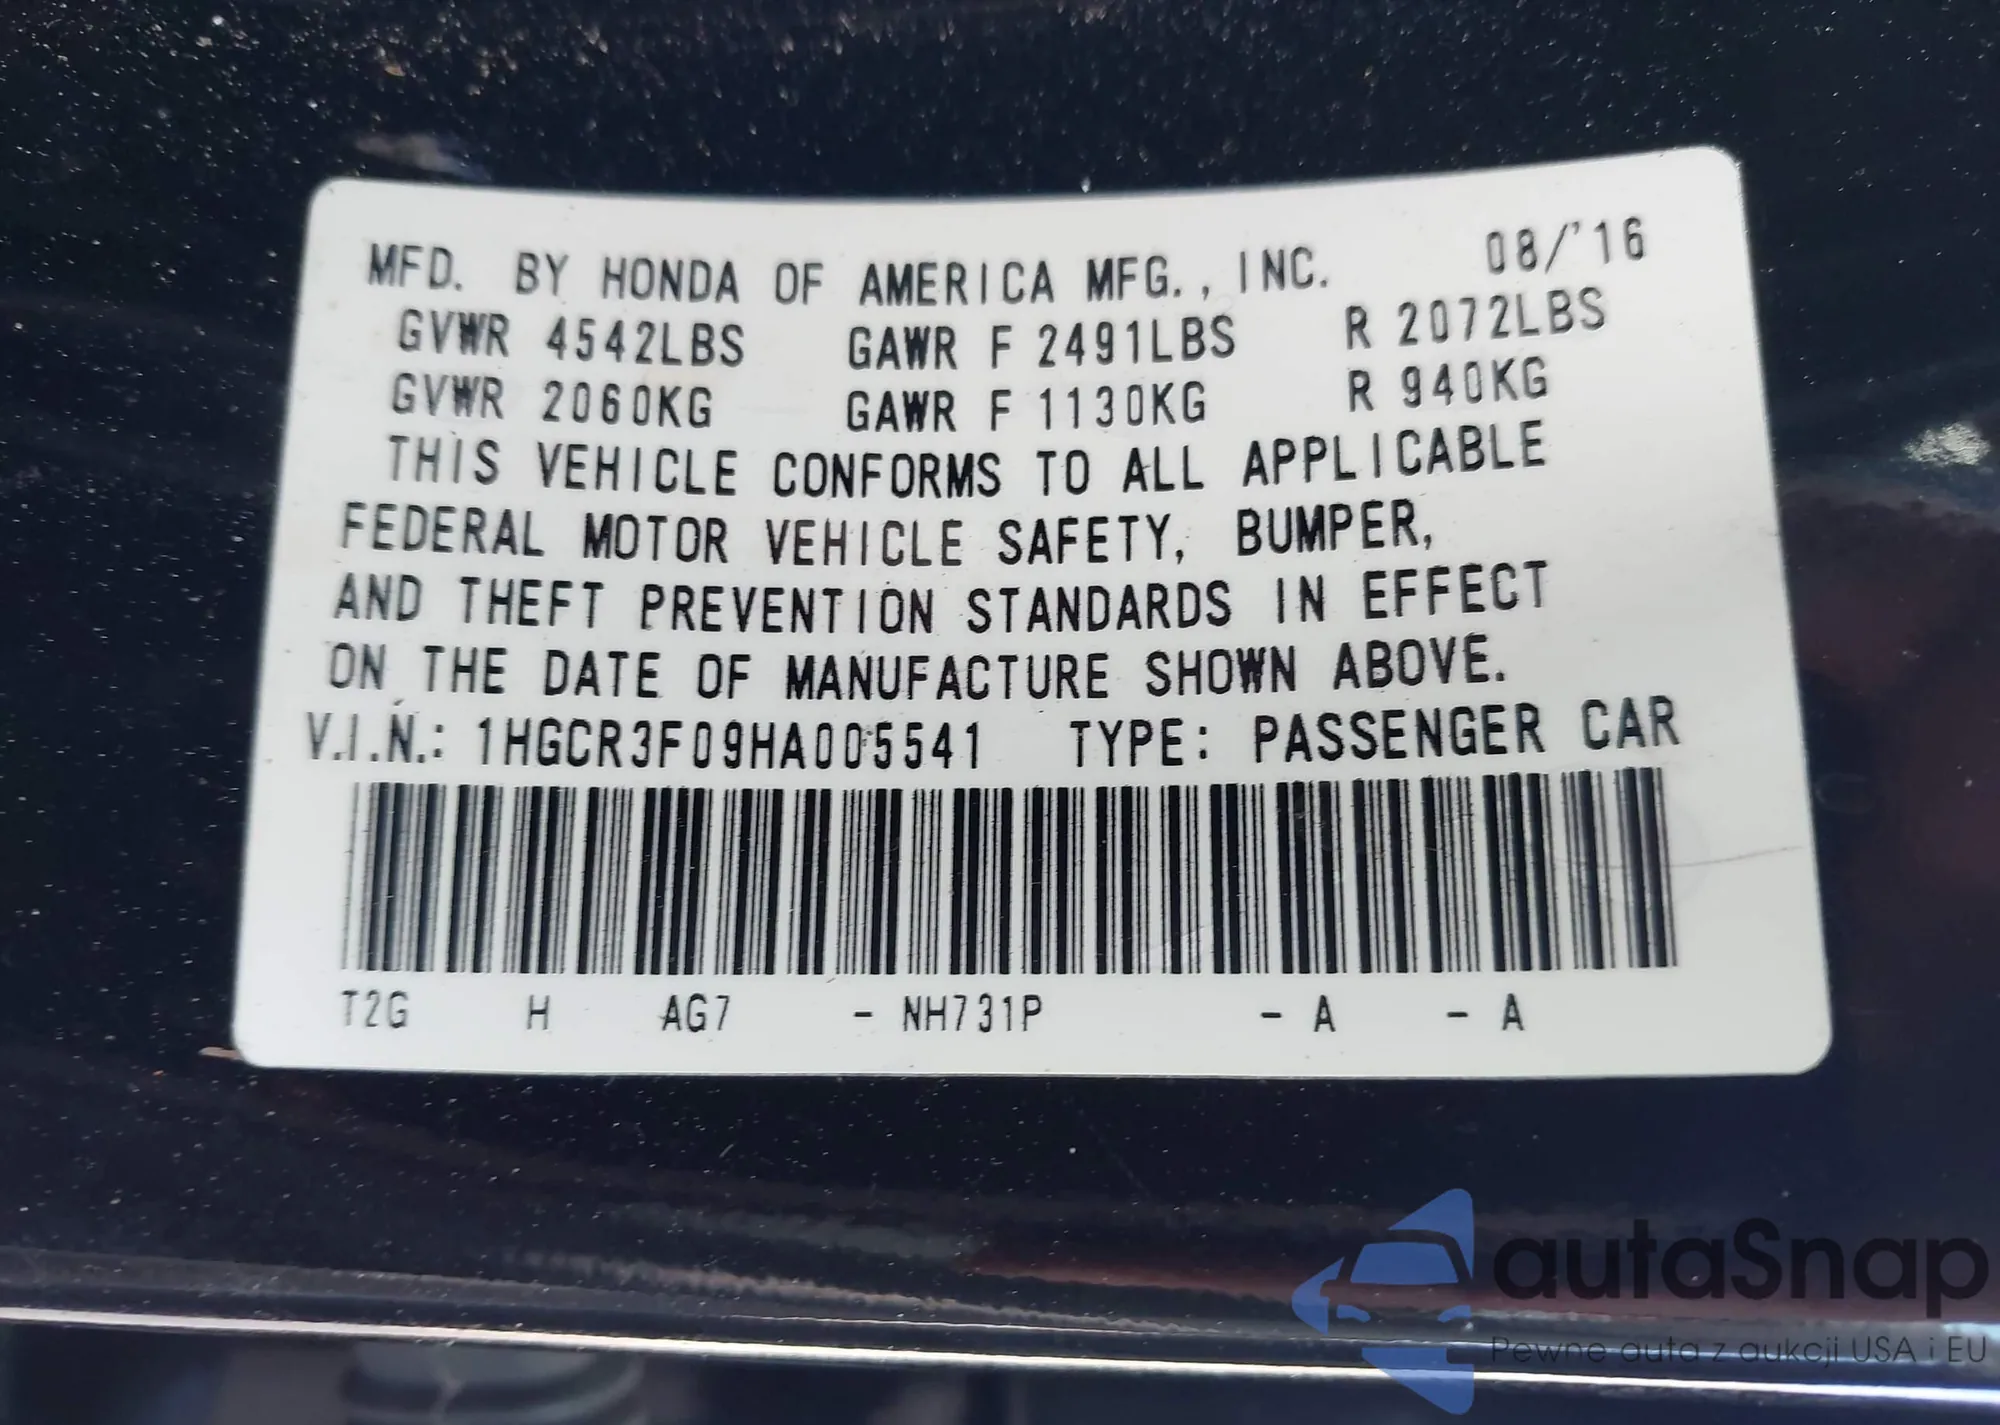 MFD. BY HONDA OF AMERICA MFG., INC. 08/'16
GVWR 4542LBS GAWR F 2491LBS R 2072LBS
GVWR 2060KG GAWR F 1130KG R 940KG
THIS VEHICLE CONFORMS TO ALL APPLICABLE
FEDERAL MOTOR VEHICLE SAFETY, BUMPER,
AND THEFT PREVENTION STANDARDS IN EFFECT
ON THE DATE OF MANUFACTURE SHOWN ABOVE.
V.I.N.: 1HGCR3F09HA005541 TYPE: PASSENGER CAR
T2G H AG7 - NH731P - A - A
autaSnap
Pewne auta z aukcji USA i EU